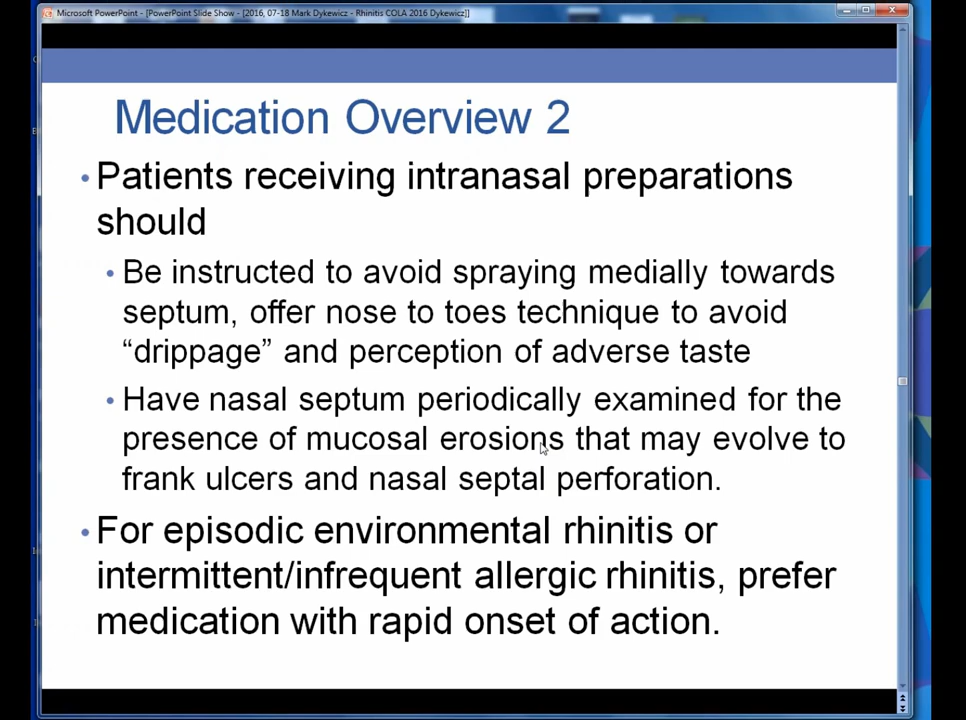 Microsoft PowerPoint - [PowerPoint Slide Show - [2016, 07-18 Mark Dykewicz - Rhinitis COLA 2016 Dykewicz]]
Medication Overview 2
• Patients receiving intranasal preparations
should
• Be instructed to avoid spraying medially towards
septum, offer nose to toes technique to avoid
“drippage” and perception of adverse taste
• Have nasal septum periodically examined for the
presence of mucosal erosions that may evolve to
frank ulcers and nasal septal perforation.
• For episodic environmental rhinitis or
intermittent/infrequent allergic rhinitis, prefer
medication with rapid onset of action.